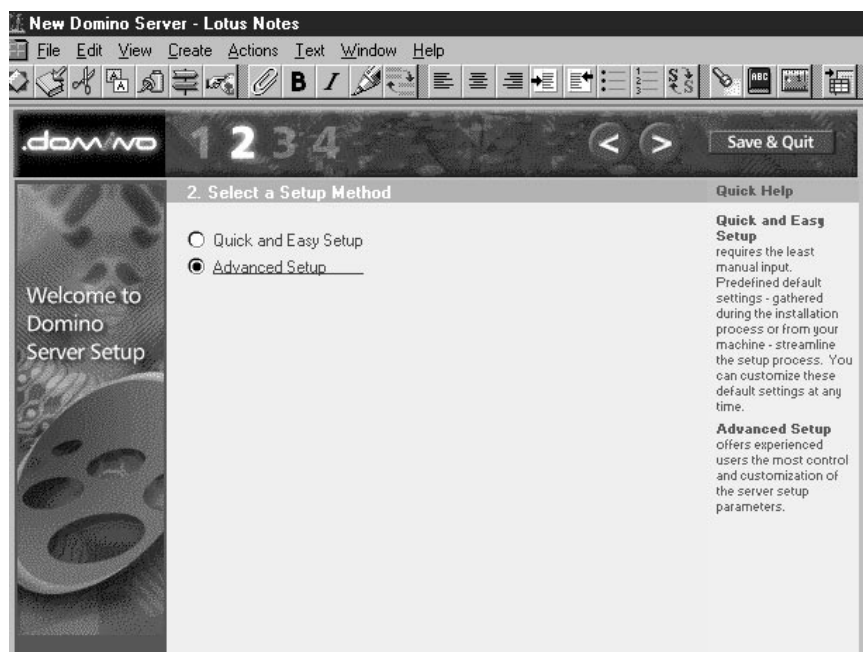 New Domino Server - Lotus Notes
File Edit View Create Actions Text Window Help
B I
ABC
.domino 1 2 3 4 < > Save & Quit
2. Select a Setup Method
Quick Help
Welcome to
Domino
Server Setup
Quick and Easy Setup
Advanced Setup
Quick and Easy
Setup
requires the least
manual input.
Predefined default
settings - gathered
during the installation
process or from your
machine - streamline
the setup process. You
can customize these
default settings at any
time.
Advanced Setup
offers experienced
users the most control
and customization of
the server setup
parameters.